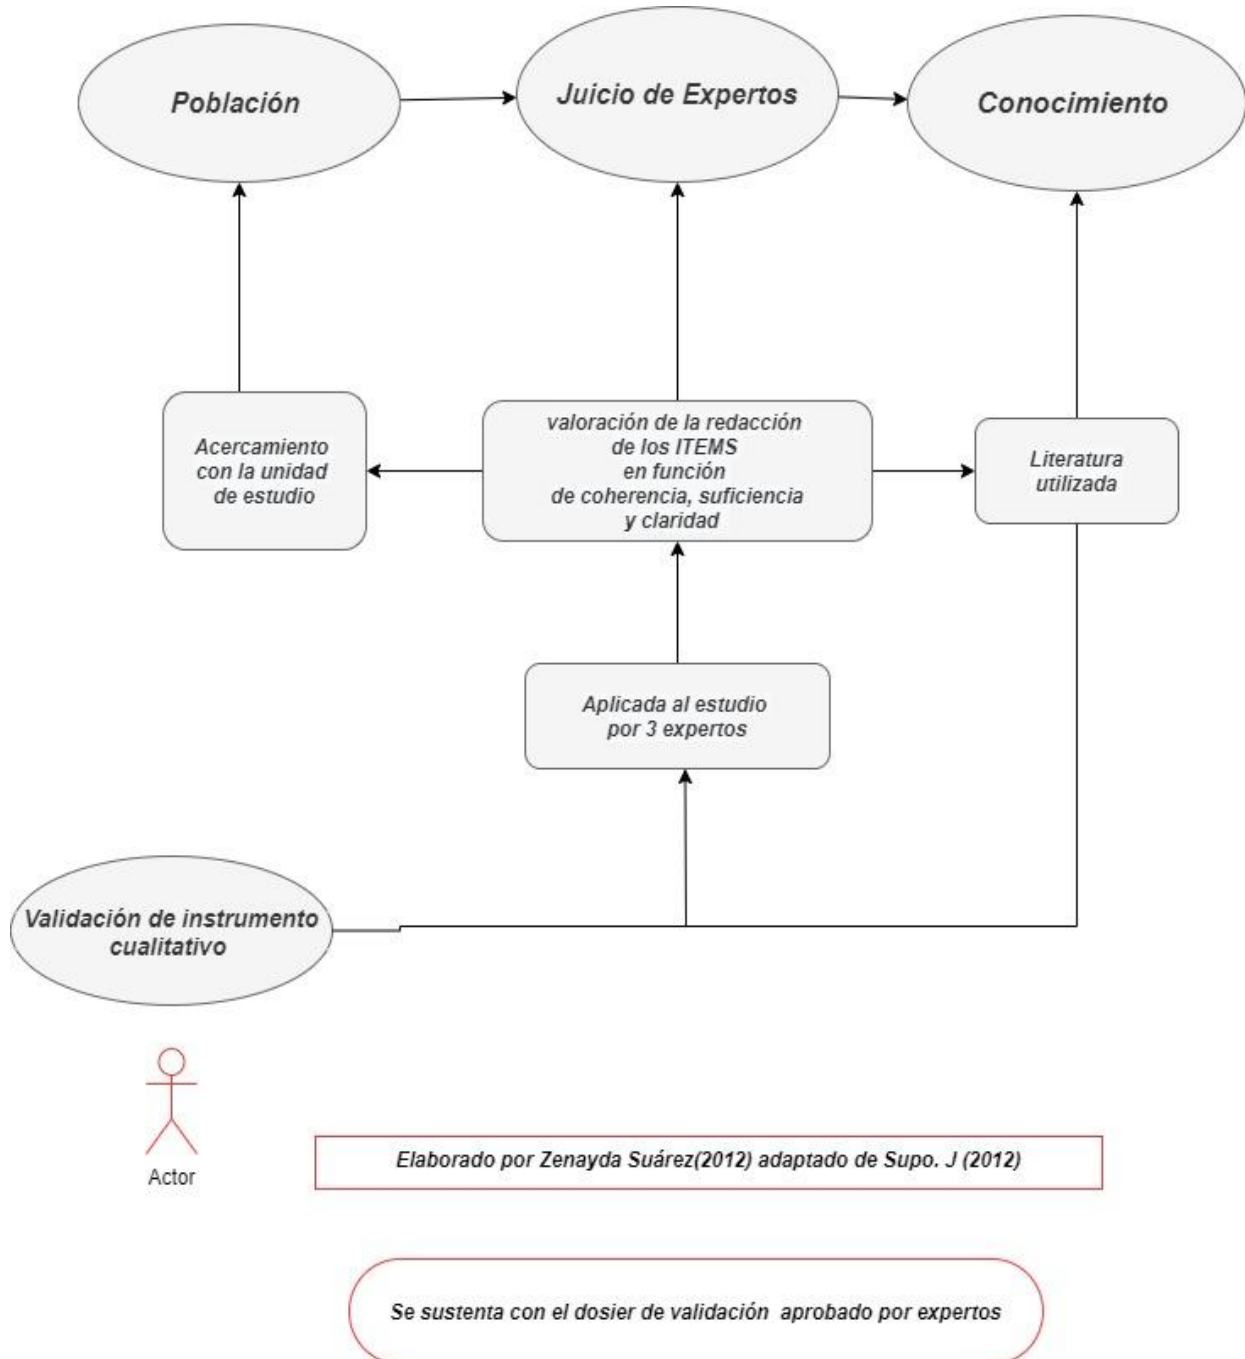 Población
Juicio de Expertos
Conocimiento
Acercamiento
con la unidad
de estudio
valoración de la redacción
de los ITEMS
en función
de coherencia, suficiencia
y claridad
Literatura
utilizada
Aplicada al estudio
por 3 expertos
Validación de instrumento
cualitativo
Actor
Elaborado por Zenayda Suárez(2012) adaptado de Supo. J (2012)
Se sustenta con el dosier de validación aprobado por expertos